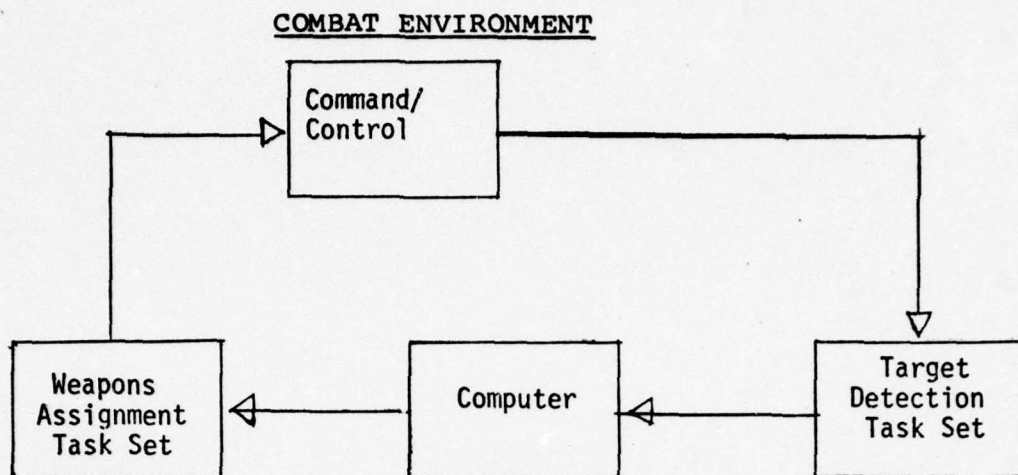 COMBAT ENVIRONMENT
Command/
Control
Weapons
Assignment
Task Set
Computer
Target
Detection
Task Set